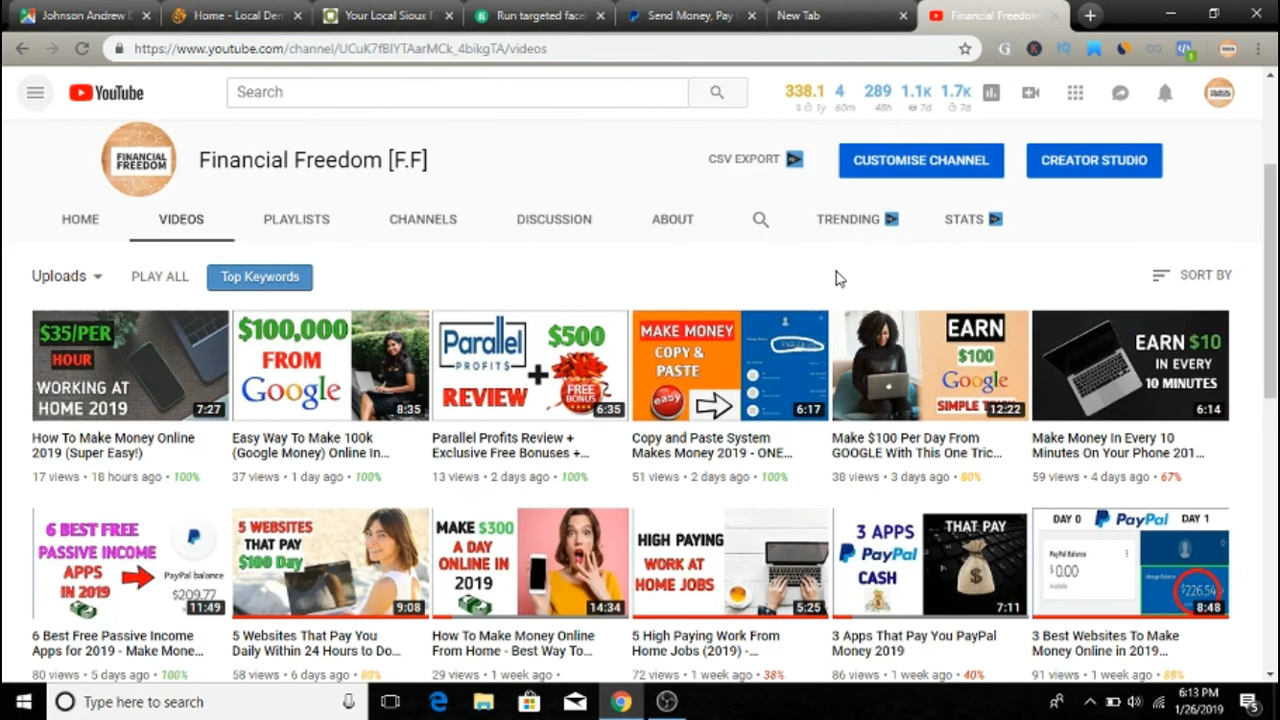 Johnson Andrew D
Home - Local Den
Your Local Sioux F
Run targeted face
Send Money, Pay
New Tab
Financial Freedom
https://www.youtube.com/channel/UCuK7fBIYTAarMCk_4bikgTA/videos
YouTube
Search
338.1 4 289 1.1K 1.7K
1y 60m 48h 7d 7d
FINANCIAL
FREEDOM
Financial Freedom [F.F]
CSV EXPORT
CUSTOMISE CHANNEL
CREATOR STUDIO
HOME VIDEOS PLAYLISTS CHANNELS DISCUSSION ABOUT TRENDING STATS
Uploads PLAY ALL Top Keywords SORT BY
$35/PER
HOUR
WORKING AT
HOME 2019
7:27
$100,000
FROM
Google
8:35
Parallel
PROFITS
REVIEW
+
$500
FREE
BONUS
6:35
MAKE MONEY
COPY &
PASTE
easy
6:17
EARN
$100
Google
SIMPLE
12:22
EARN $10
IN EVERY
10 MINUTES
6:14
How To Make Money Online
2019 (Super Easy!)
17 views • 18 hours ago • 100%
Easy Way To Make 100k
(Google Money) Online In...
37 views • 1 day ago • 100%
Parallel Profits Review +
Exclusive Free Bonuses +...
13 views • 2 days ago • 100%
Copy and Paste System
Makes Money 2019 - ONE...
51 views • 2 days ago • 100%
Make $100 Per Day From
GOOGLE With This One Tric...
38 views • 3 days ago • 80%
Make Money In Every 10
Minutes On Your Phone 201...
59 views • 4 days ago • 67%
6 BEST FREE
PASSIVE INCOME
APPS
IN 2019
PayPal balance
$209.77
11:49
5 WEBSITES
THAT PAY
$100 Day
9:08
MAKE $300
A DAY
ONLINE IN
2019
14:34
HIGH PAYING
WORK AT
HOME JOBS
5:25
3 APPS
PayPal
CASH
THAT PAY
$
7:11
DAY 0 PayPal DAY 1
PayPal Balance
$0.00
$226.54
8:48
6 Best Free Passive Income
Apps for 2019 - Make Mone...
80 views • 5 days ago • 100%
5 Websites That Pay You
Daily Within 24 Hours to Do...
58 views • 6 days ago • 80%
How To Make Money Online
From Home - Best Way To...
29 views • 1 week ago •
5 High Paying Work From
Home Jobs (2019) -...
72 views • 1 week ago • 38%
3 Apps That Pay You PayPal
Money 2019
86 views • 1 week ago • 40%
3 Best Websites To Make
Money Online in 2019...
91 views • 1 week ago • 88%
Type here to search
6:13 PM
1/26/2019
5